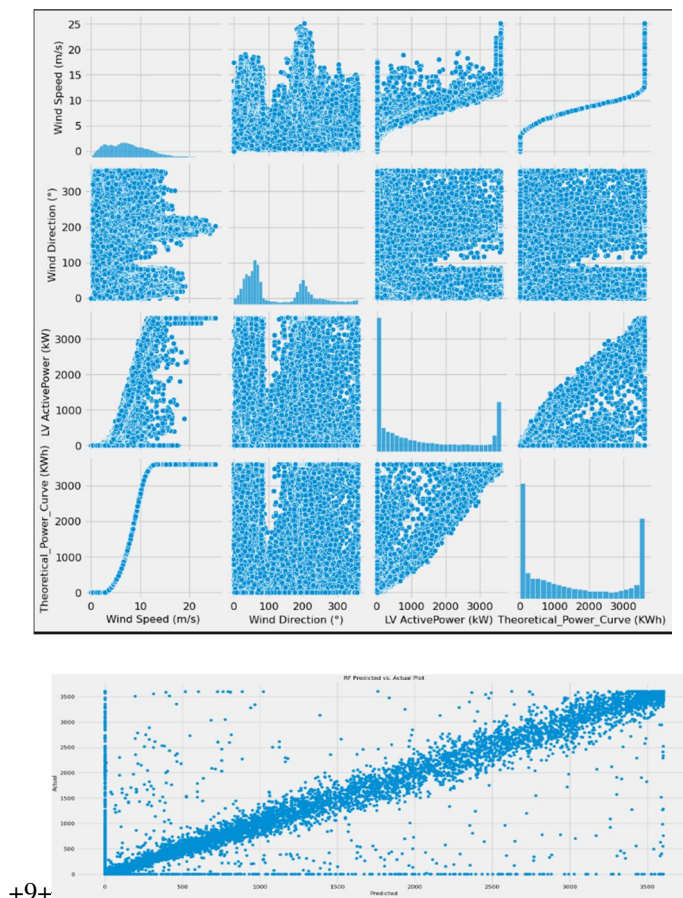 25
20
15
10
5
0
Wind Speed (m/s)
300
200
100
0
Wind Direction (°)
3000
2000
1000
0
LV ActivePower (kW)
3000
2000
1000
0
Theoretical_Power_Curve (KWh)
0 10 20 0 100 200 300 0 1000 2000 3000 0 1000 2000 3000
Wind Speed (m/s) Wind Direction (°) LV ActivePower (kW) Theoretical_Power_Curve (KWh)
RF Predicted vs. Actual Plot
3500
3000
2500
2000
1500
1000
500
0
Actual
0 500 1000 1500 2000 2500 3000 3500
Predicted
+9+